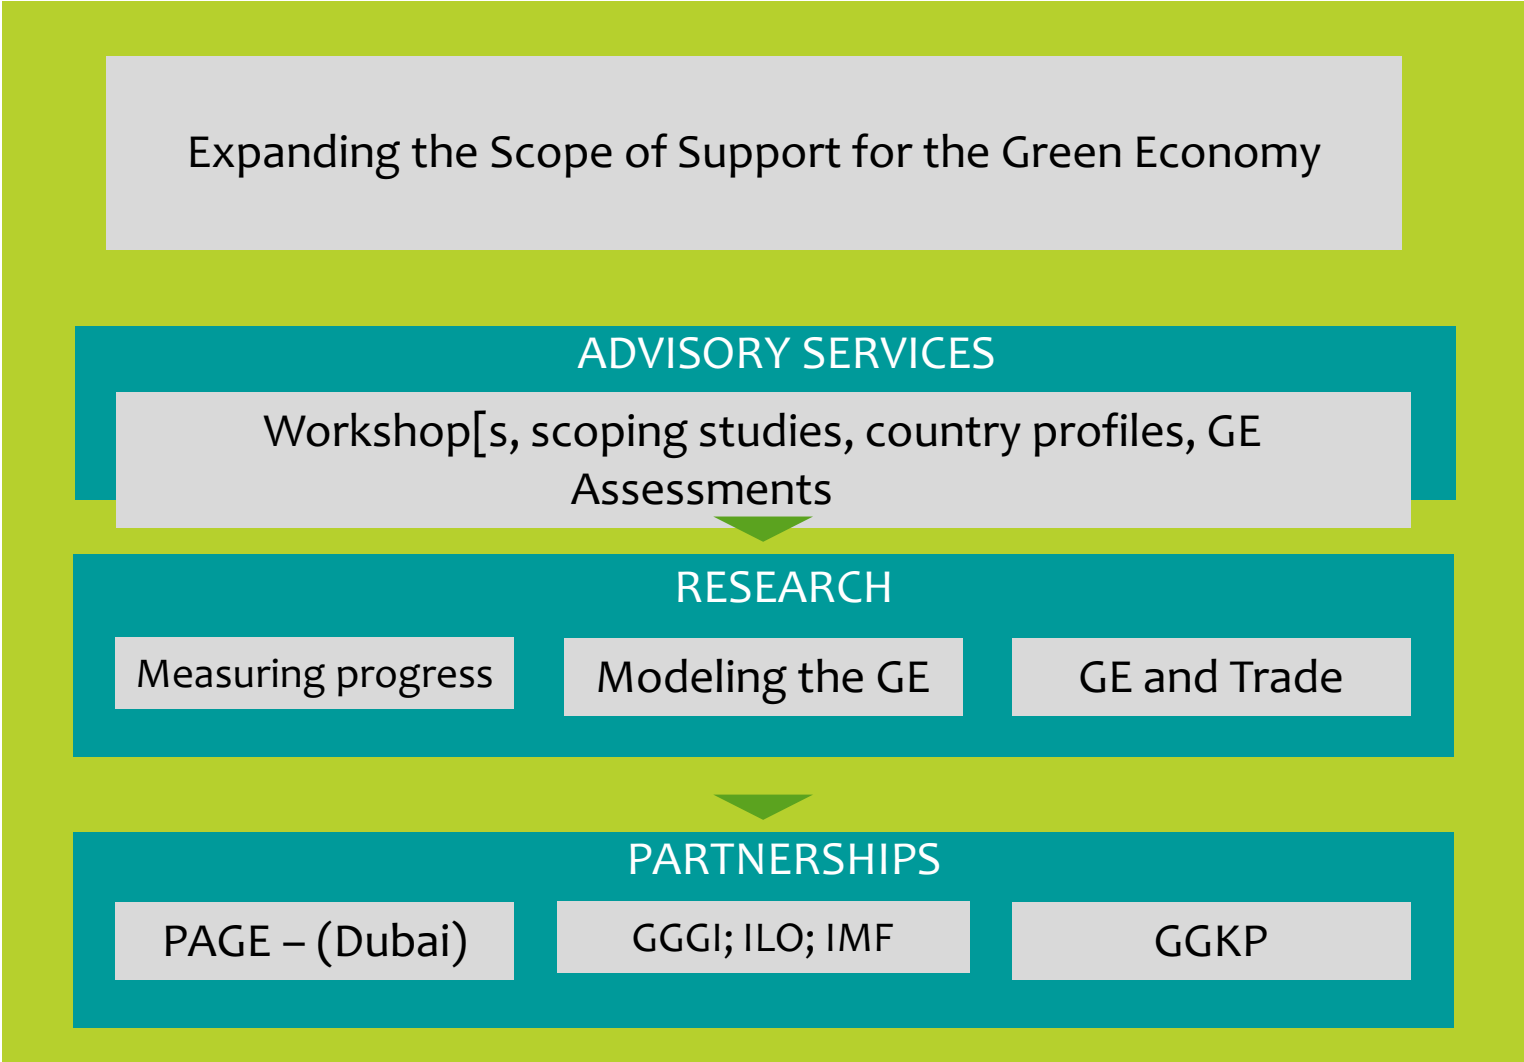 Expanding the Scope of Support for the Green Economy
ADVISORY SERVICES
Workshop[s, scoping studies, country profiles, GE
Assessments
RESEARCH
Measuring progress
Modeling the GE
GE and Trade
PARTNERSHIPS
PAGE – (Dubai)
GGGI; ILO; IMF
GGKP